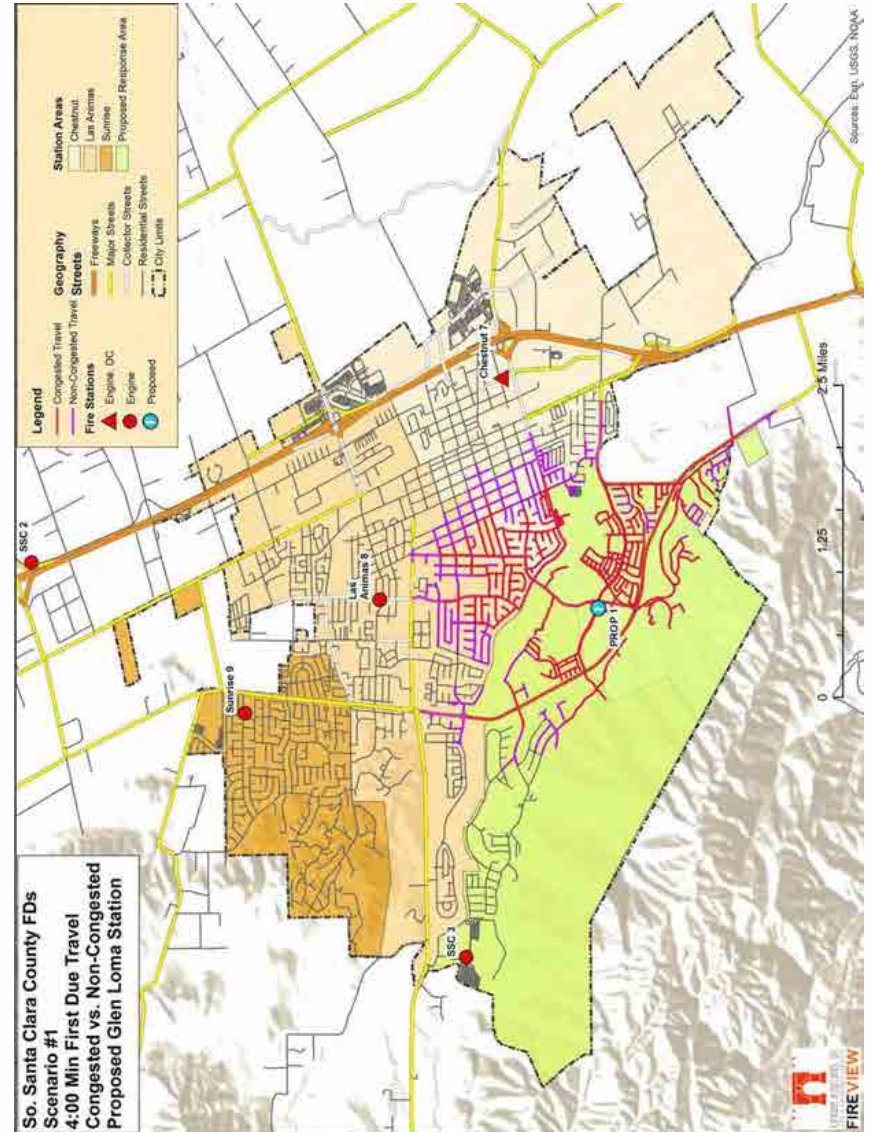 So. Santa Clara County FDs
Scenario #1
4:00 Min First Due Travel
Congested vs. Non-Congested
Proposed Glen Loma Station
Legend
Congested Travel
Non-Congested Travel
Fire Stations
Engine, DC
Engine
Proposed
Geography
Streets
Freeways
Major Streets
Collector Streets
Residential Streets
City Limits
Station Areas
Chestnut
Las Animas
Sunrise
Proposed Response Area
SSC 2
Sunrise 9
Las
Animas 8
Chestnut 7
SSC 3
PROP 1
0
1.25
2.5 Miles
FIREVIEW
Sources: Esri, USGS, NOAA